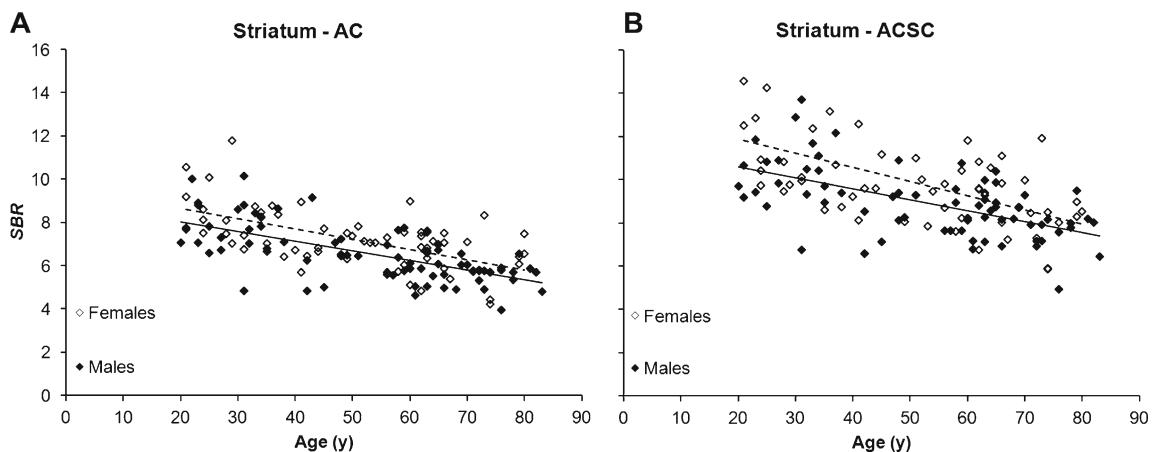 A
Striatum - AC
16
14
12
10
8
6
4
2
0
SBR
◇ Females
◆ Males
0 10 20 30 40 50 60 70 80 90
Age (y)
B
Striatum - ACSC
◇ Females
◆ Males
0 10 20 30 40 50 60 70 80 90
Age (y)